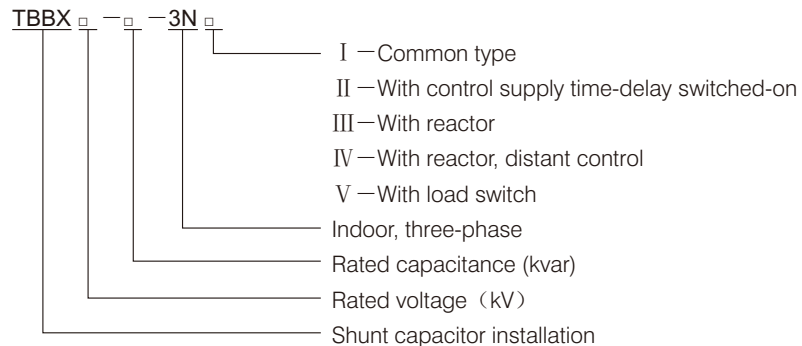 TBBX□－□－3N□
Ⅰ－Common type
Ⅱ－With control supply time-delay switched-on
Ⅲ－With reactor
Ⅳ－With reactor, distant control
Ⅴ－With load switch
Indoor, three-phase
Rated capacitance (kvar)
Rated voltage（kV）
Shunt capacitor installation